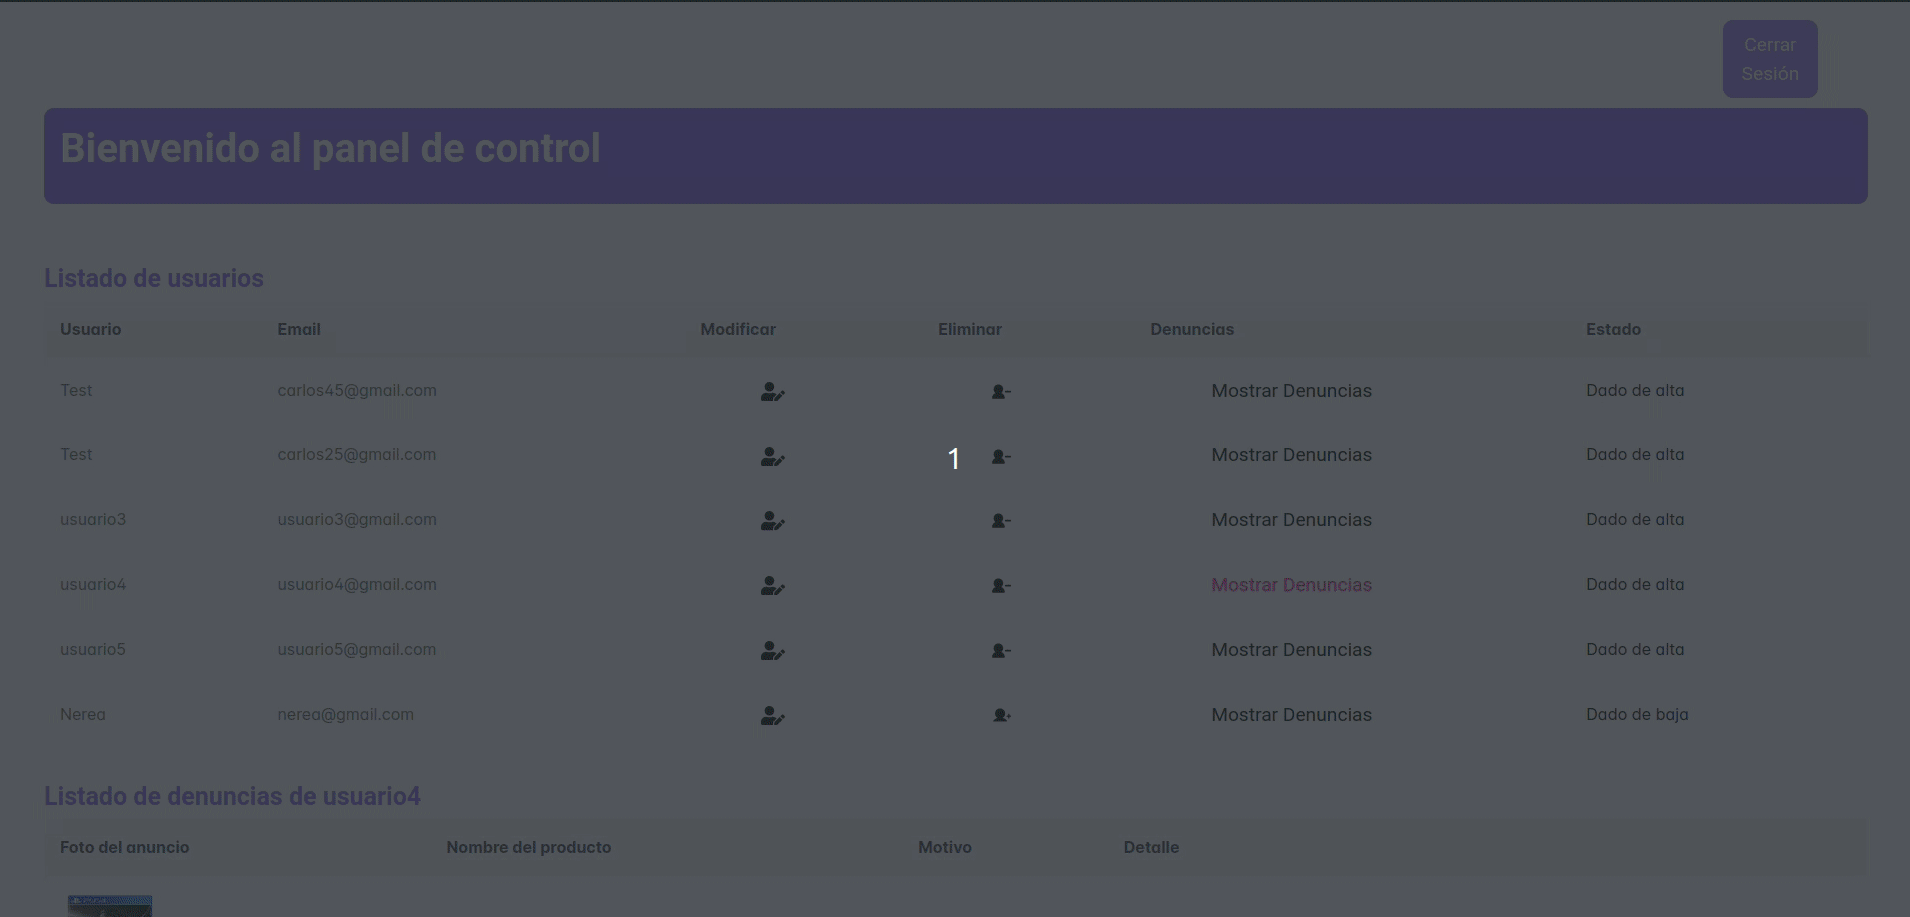 Cerrar
Sesión
Bienvenido al panel de control
Listado de usuarios
Usuario Email Modificar Eliminar Denuncias Estado
Test carlos45@gmail.com Mostrar Denuncias Dado de alta
Test carlos25@gmail.com 1 Mostrar Denuncias Dado de alta
usuario3 usuario3@gmail.com Mostrar Denuncias Dado de alta
usuario4 usuario4@gmail.com Mostrar Denuncias Dado de alta
usuario5 usuario5@gmail.com Mostrar Denuncias Dado de alta
Nerea nerea@gmail.com Mostrar Denuncias Dado de baja
Listado de denuncias de usuario4
Foto del anuncio Nombre del producto Motivo Detalle